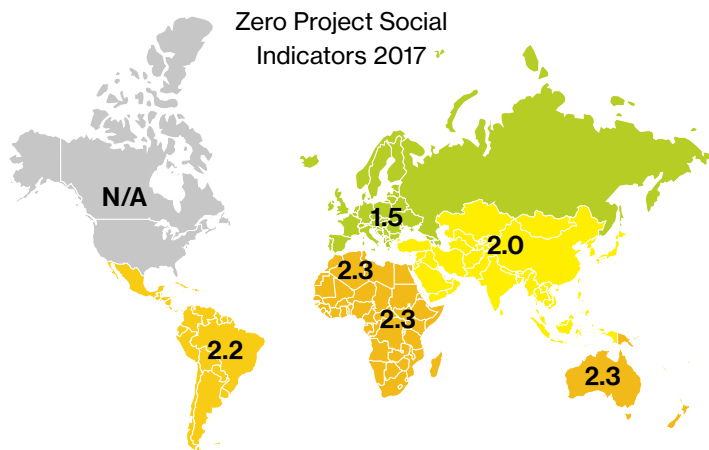 Zero Project Social
Indicators 2017
N/A
1.5
2.0
2.3
2.3
2.2
2.3